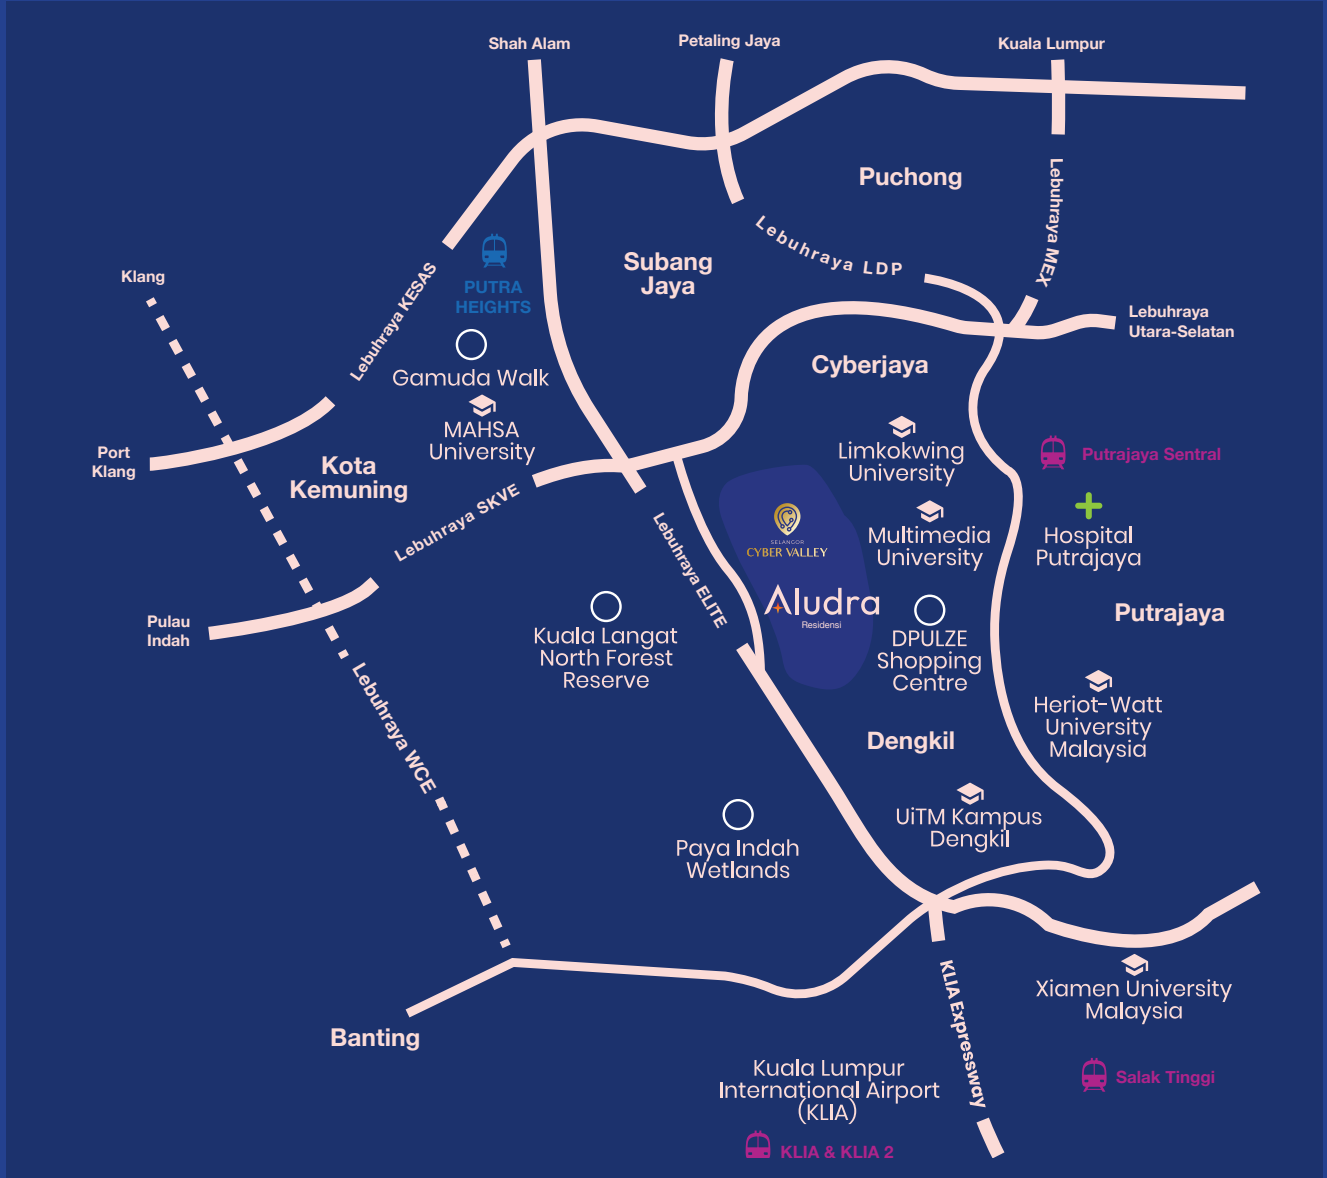 Shah Alam
Petaling Jaya
Kuala Lumpur
Puchong
Lebuhraya MEX
Lebuhraya LDP
Subang
Jaya
Klang
Lebuhraya KESAS
PUTRA
HEIGHTS
Lebuhraya
Utara-Selatan
Gamuda Walk
Cyberjaya
MAHSA
University
Port
Klang
Kota
Kemuning
Limkokwing
University
Putrajaya Sentral
Lebuhraya SKVE
SELANGOR
CYBER VALLEY
Multimedia
University
Hospital
Putrajaya
Lebuhraya ELITE
Aludra
Residensi
Putrajaya
Pulau
Indah
Kuala Langat
North Forest
Reserve
DPULZE
Shopping
Centre
Lebuhraya WCE
Heriot-Watt
University
Malaysia
Dengkil
UiTM Kampus
Dengkil
Paya Indah
Wetlands
KLIA Expressway
Xiamen University
Malaysia
Banting
Kuala Lumpur
International Airport
(KLIA)
Salak Tinggi
KLIA & KLIA 2